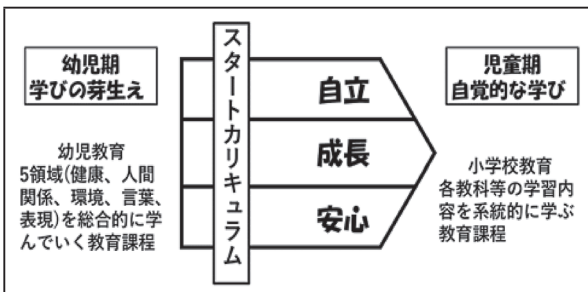 幼児期
学びの芽生え
幼児教育
5領域(健康、人間
関係、環境、言葉、
表現)を総合的に学
んでいく教育課程
スタートカリキュラム
自立
成長
安心
児童期
自覚的な学び
小学校教育
各教科等の学習内
容を系統的に学ぶ
教育課程